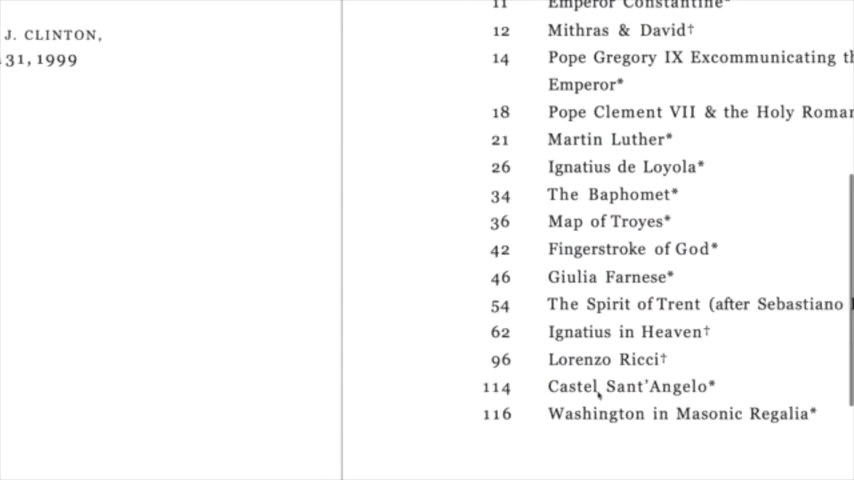 J. CLINTON,
31, 1999
11 Emperor Constantine*
12 Mithras & David†
14 Pope Gregory IX Excommunicating
Emperor*
18 Pope Clement VII & the Holy Roman
21 Martin Luther*
26 Ignatius de Loyola*
34 The Baphomet*
36 Map of Troyes*
42 Fingerstroke of God*
46 Giulia Farnese*
54 The Spirit of Trent (after Sebastiano
62 Ignatius in Heaven†
96 Lorenzo Ricci†
114 Castel Sant'Angelo*
116 Washington in Masonic Regalia*